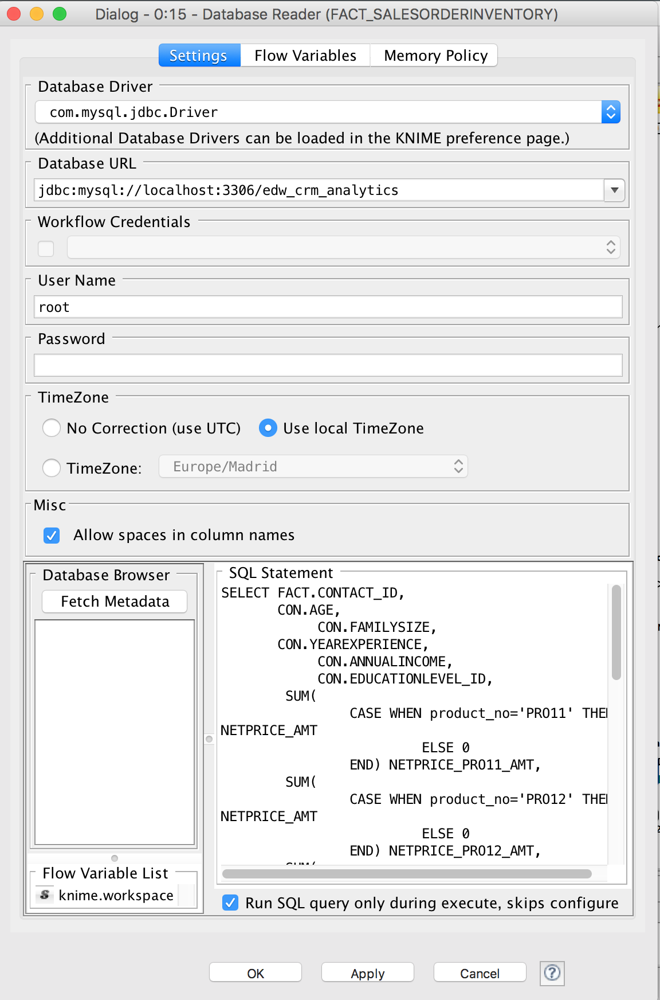 Dialog - 0:15 - Database Reader (FACT_SALESORDERINVENTORY)
Settings Flow Variables Memory Policy
Database Driver
com.mysql.jdbc.Driver
(Additional Database Drivers can be loaded in the KNIME preference page.)
Database URL
jdbc:mysql://localhost:3306/edw_crm_analytics
Workflow Credentials
User Name
root
Password
TimeZone
No Correction (use UTC) Use local TimeZone
TimeZone: Europe/Madrid
Misc
Allow spaces in column names
Database Browser
Fetch Metadata
Flow Variable List
s knime.workspace
SQL Statement
SELECT FACT.CONTACT_ID,
CON.AGE,
CON.FAMILYSIZE,
CON.YEAREXPERIENCE,
CON.ANNUALINCOME,
CON.EDUCATIONLEVEL_ID,
SUM(
CASE WHEN product_no='PRO11' THEN
NETPRICE_AMT
ELSE 0
END) NETPRICE_PRO11_AMT,
SUM(
CASE WHEN product_no='PRO12' THEN
NETPRICE_AMT
ELSE 0
END) NETPRICE_PRO12_AMT,
SUM(
Run SQL query only during execute, skips configure
OK Apply Cancel ?